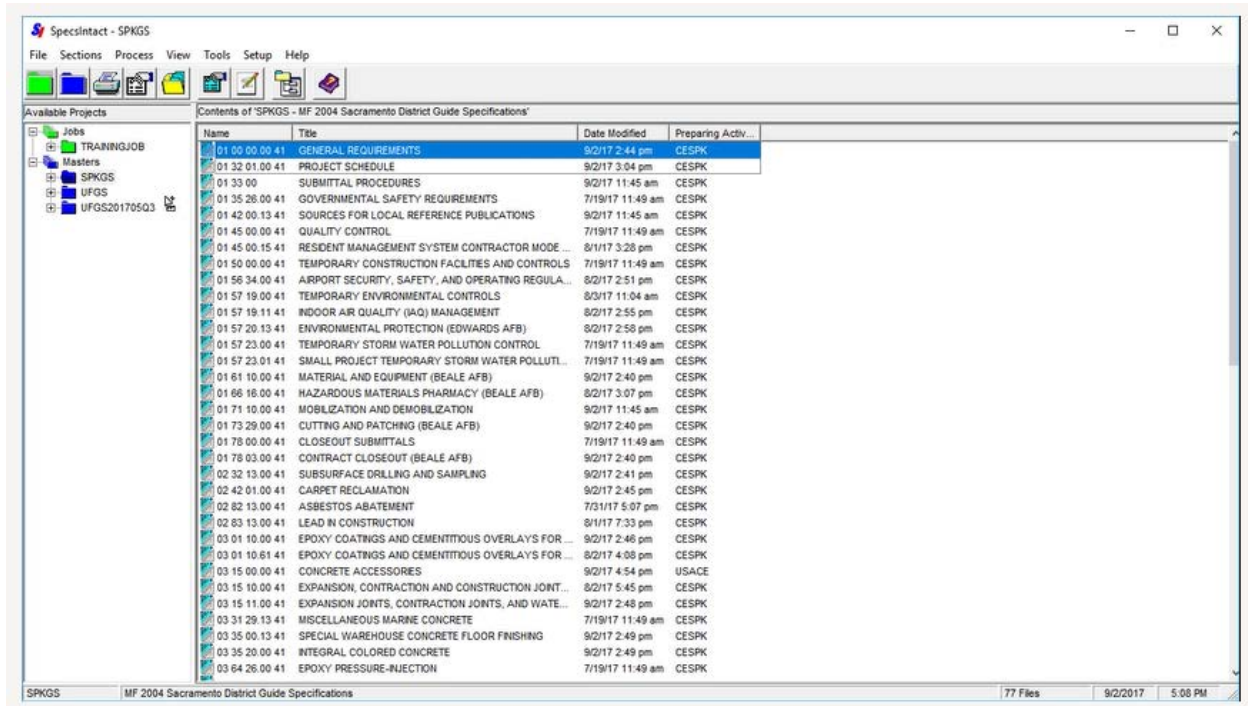 SpecsIntact - SPKGS
File Sections Process View Tools Setup Help
Available Projects
Contents of 'SPKGS - MF 2004 Sacramento District Guide Specifications'
Jobs
TRAININGJOB
Masters
SPKGS
UFGS
UFGS201705Q3
Name Title Date Modified Preparing Activ...
01 00 00.00 41 GENERAL REQUIREMENTS 9/2/17 2:44 pm CESPK
01 32 01.00 41 PROJECT SCHEDULE 9/2/17 3:04 pm CESPK
01 33 00 SUBMITTAL PROCEDURES 9/2/17 11:45 am CESPK
01 35 26.00 41 GOVERNMENTAL SAFETY REQUIREMENTS 7/19/17 11:49 am CESPK
01 42 00.13 41 SOURCES FOR LOCAL REFERENCE PUBLICATIONS 9/2/17 11:45 am CESPK
01 45 00.00 41 QUALITY CONTROL 7/19/17 11:49 am CESPK
01 45 00.15 41 RESIDENT MANAGEMENT SYSTEM CONTRACTOR MODE ... 8/1/17 3:28 pm CESPK
01 50 00.00 41 TEMPORARY CONSTRUCTION FACILITIES AND CONTROLS 7/19/17 11:49 am CESPK
01 56 34.00 41 AIRPORT SECURITY, SAFETY, AND OPERATING REGULA... 8/2/17 2:51 pm CESPK
01 57 19.00 41 TEMPORARY ENVIRONMENTAL CONTROLS 8/3/17 11:04 am CESPK
01 57 19.11 41 INDOOR AIR QUALITY (IAQ) MANAGEMENT 8/2/17 2:55 pm CESPK
01 57 20.13 41 ENVIRONMENTAL PROTECTION (EDWARDS AFB) 8/2/17 2:58 pm CESPK
01 57 23.00 41 TEMPORARY STORM WATER POLLUTION CONTROL 7/19/17 11:49 am CESPK
01 57 23.01 41 SMALL PROJECT TEMPORARY STORM WATER POLLUTI... 7/19/17 11:49 am CESPK
01 61 10.00 41 MATERIAL AND EQUIPMENT (BEALE AFB) 9/2/17 2:40 pm CESPK
01 66 16.00 41 HAZARDOUS MATERIALS PHARMACY (BEALE AFB) 8/2/17 3:07 pm CESPK
01 71 10.00 41 MOBILIZATION AND DEMOBILIZATION 9/2/17 11:45 am CESPK
01 73 29.00 41 CUTTING AND PATCHING (BEALE AFB) 9/2/17 2:40 pm CESPK
01 78 00.00 41 CLOSEOUT SUBMITTALS 7/19/17 11:49 am CESPK
01 78 03.00 41 CONTRACT CLOSEOUT (BEALE AFB) 9/2/17 2:40 pm CESPK
02 32 13.00 41 SUBSURFACE DRILLING AND SAMPLING 9/2/17 2:41 pm CESPK
02 42 01.00 41 CARPET RECLAMATION 9/2/17 2:45 pm CESPK
02 82 13.00 41 ASBESTOS ABATEMENT 7/31/17 5:07 pm CESPK
02 83 13.00 41 LEAD IN CONSTRUCTION 8/1/17 7:33 pm CESPK
03 01 10.00 41 EPOXY COATINGS AND CEMENTITIOUS OVERLAYS FOR ... 9/2/17 2:46 pm CESPK
03 01 10.61 41 EPOXY COATINGS AND CEMENTITIOUS OVERLAYS FOR ... 8/2/17 4:08 pm CESPK
03 15 00.00 41 CONCRETE ACCESSORIES 9/2/17 4:54 pm USACE
03 15 10.00 41 EXPANSION, CONTRACTION AND CONSTRUCTION JOINT... 8/2/17 5:45 pm CESPK
03 15 11.00 41 EXPANSION JOINTS, CONTRACTION JOINTS, AND WATE... 9/2/17 2:48 pm CESPK
03 31 29.13 41 MISCELLANEOUS MARINE CONCRETE 7/19/17 11:49 am CESPK
03 35 00.13 41 SPECIAL WAREHOUSE CONCRETE FLOOR FINISHING 9/2/17 2:49 pm CESPK
03 35 20.00 41 INTEGRAL COLORED CONCRETE 9/2/17 2:49 pm CESPK
03 64 26.00 41 EPOXY PRESSURE-INJECTION 7/19/17 11:49 am CESPK
SPKGS MF 2004 Sacramento District Guide Specifications 77 Files 9/2/2017 5:08 PM